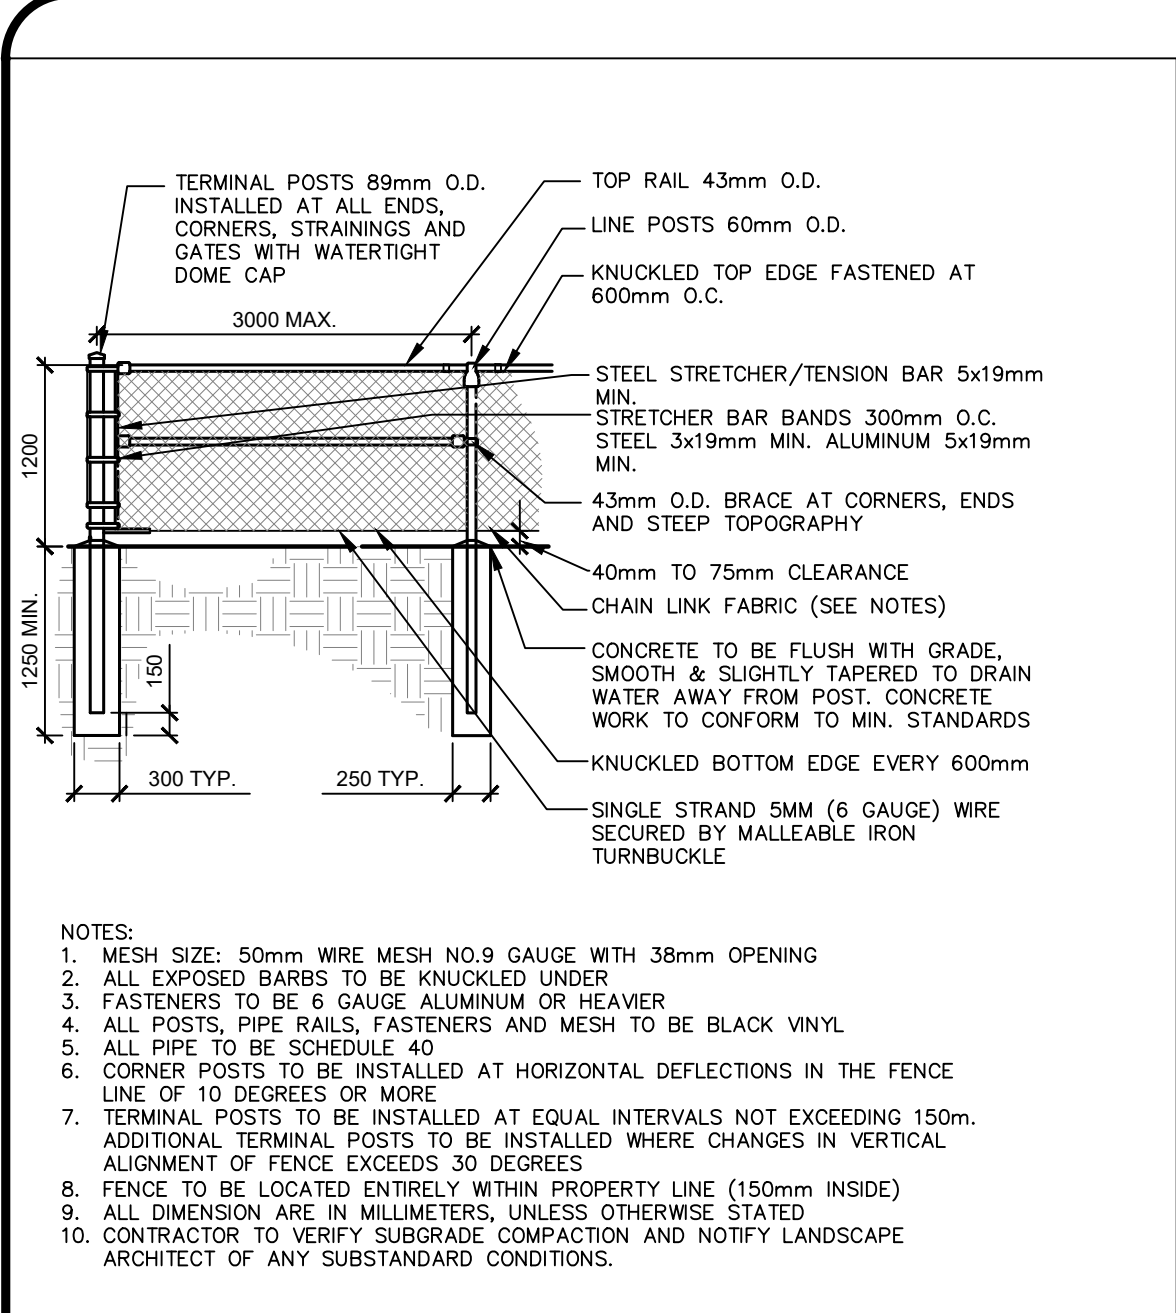 TERMINAL POSTS 89mm O.D.
INSTALLED AT ALL ENDS,
CORNERS, STRAININGS AND
GATES WITH WATERTIGHT
DOME CAP
TOP RAIL 43mm O.D.
LINE POSTS 60mm O.D.
KNUCKLED TOP EDGE FASTENED AT
600mm O.C.
3000 MAX.
STEEL STRETCHER/TENSION BAR 5x19mm
MIN.
STRETCHER BAR BANDS 300mm O.C.
STEEL 3x19mm MIN. ALUMINUM 5x19mm
MIN.
1200
43mm O.D. BRACE AT CORNERS, ENDS
AND STEEP TOPOGRAPHY
40mm TO 75mm CLEARANCE
CHAIN LINK FABRIC (SEE NOTES)
1250 MIN.
150
CONCRETE TO BE FLUSH WITH GRADE,
SMOOTH & SLIGHTLY TAPERED TO DRAIN
WATER AWAY FROM POST. CONCRETE
WORK TO CONFORM TO MIN. STANDARDS
KNUCKLED BOTTOM EDGE EVERY 600mm
300 TYP.
250 TYP.
SINGLE STRAND 5MM (6 GAUGE) WIRE
SECURED BY MALLEABLE IRON
TURNBUCKLE
NOTES:
1. MESH SIZE: 50mm WIRE MESH NO.9 GAUGE WITH 38mm OPENING
2. ALL EXPOSED BARBS TO BE KNUCKLED UNDER
3. FASTENERS TO BE 6 GAUGE ALUMINUM OR HEAVIER
4. ALL POSTS, PIPE RAILS, FASTENERS AND MESH TO BE BLACK VINYL
5. ALL PIPE TO BE SCHEDULE 40
6. CORNER POSTS TO BE INSTALLED AT HORIZONTAL DEFLECTIONS IN THE FENCE
LINE OF 10 DEGREES OR MORE
7. TERMINAL POSTS TO BE INSTALLED AT EQUAL INTERVALS NOT EXCEEDING 150m.
ADDITIONAL TERMINAL POSTS TO BE INSTALLED WHERE CHANGES IN VERTICAL
ALIGNMENT OF FENCE EXCEEDS 30 DEGREES
8. FENCE TO BE LOCATED ENTIRELY WITHIN PROPERTY LINE (150mm INSIDE)
9. ALL DIMENSION ARE IN MILLIMETERS, UNLESS OTHERWISE STATED
10. CONTRACTOR TO VERIFY SUBGRADE COMPACTION AND NOTIFY LANDSCAPE
ARCHITECT OF ANY SUBSTANDARD CONDITIONS.